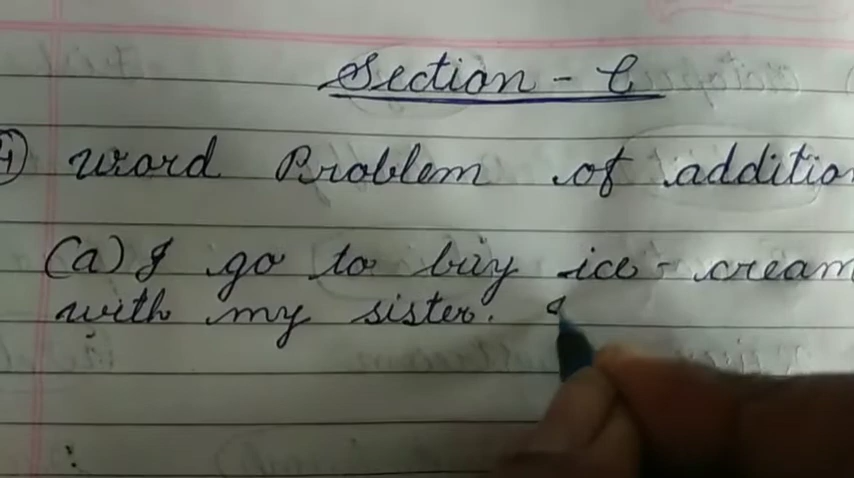 Section - C
4) Word Problem of additio
(a) I go to buy ice-cream
with my sister.